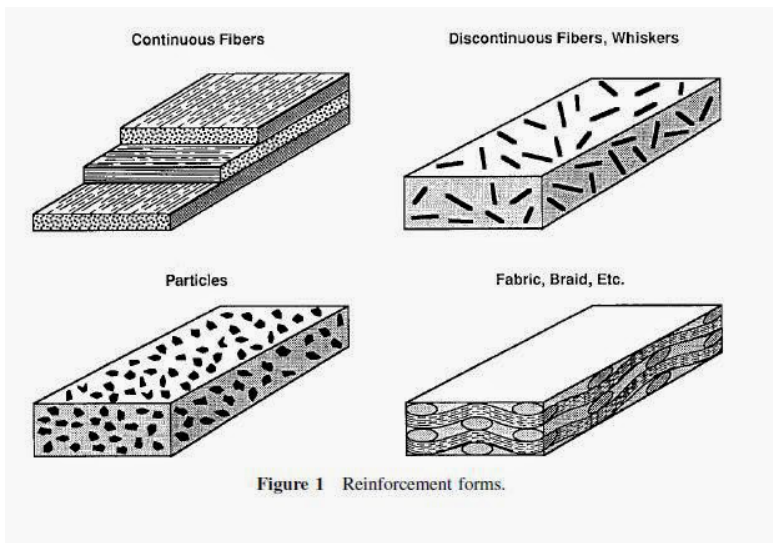 Continuous Fibers
Discontinuous Fibers, Whiskers
Particles
Fabric, Braid, Etc.
Figure 1 Reinforcement forms.